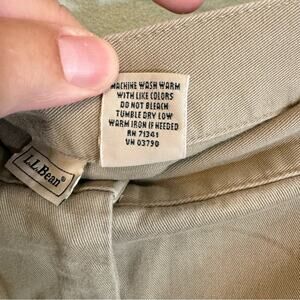 MACHINE WASH WARM
WITH LIKE COLORS
DO NOT BLEACH
TUMBLE DRY LOW
WARM IRON IF NEEDED
RN 71341
VN 03790
L.L.Bean®